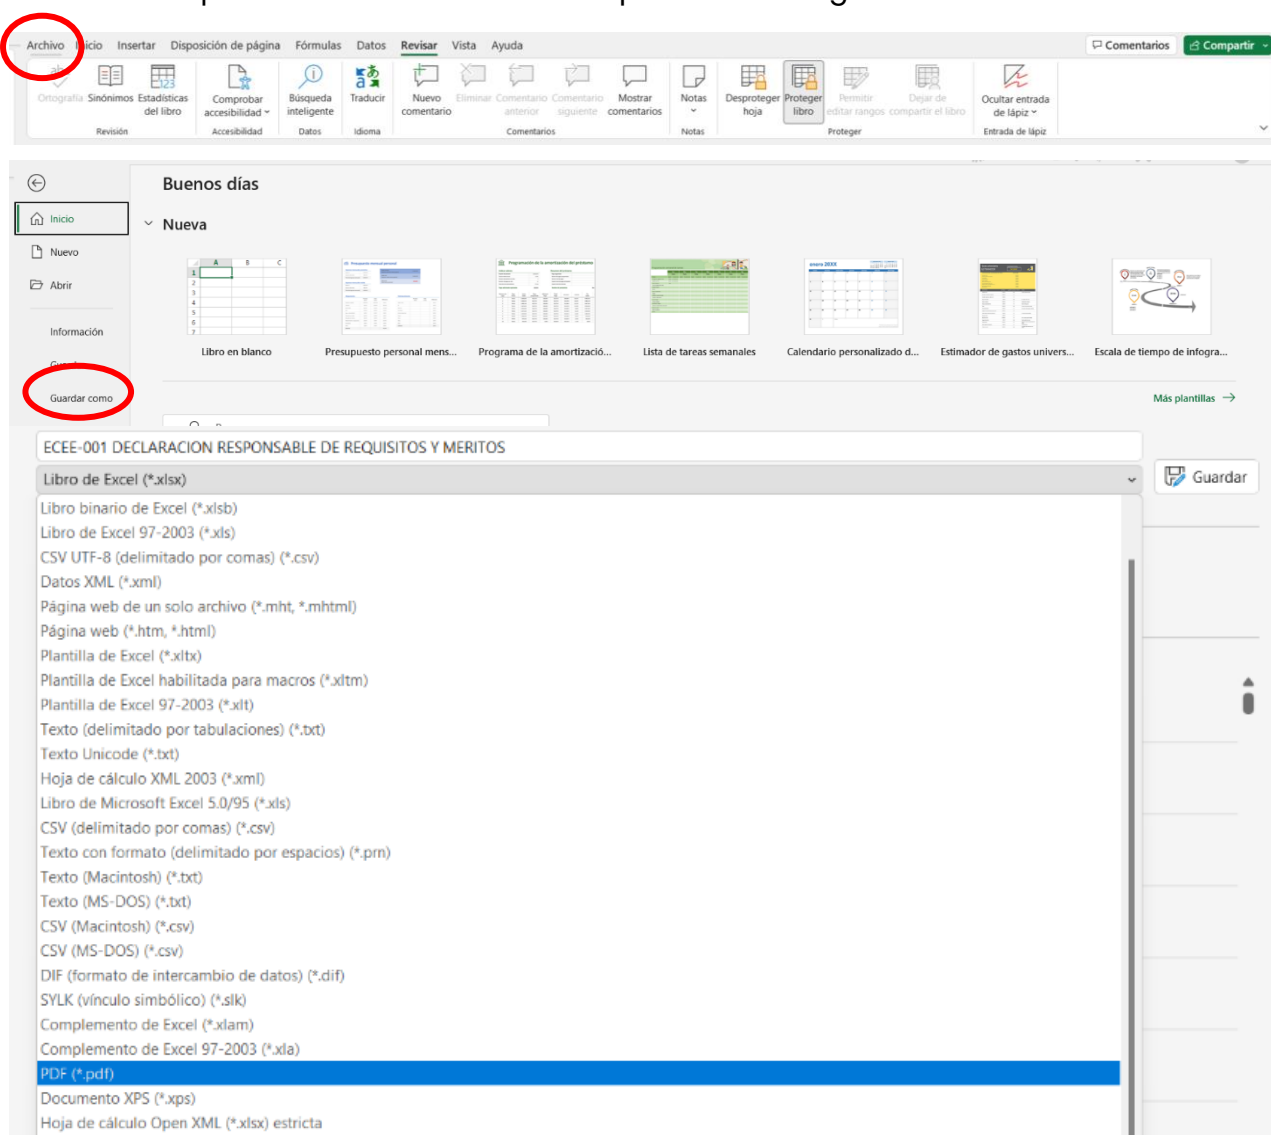 Archivo Inicio Insertar Disposición de página Fórmulas Datos Revisar Vista Ayuda Comentarios Compartir
Ortografía Sinónimos Estadísticas del libro Comprobar accesibilidad Búsqueda inteligente Traducir Nuevo comentario Eliminar Comentario anterior Comentario siguiente Mostrar comentarios Notas Desproteger hoja Proteger libro Permitir editar rangos Dejar de compartir el libro Ocultar entrada de lápiz
Revisión Accesibilidad Datos Idioma Comentarios Notas Proteger Entrada de lápiz
Buenos días
Inicio
Nueva
Nuevo
Abrir
Información
Libro en blanco Presupuesto personal mens... Programa de la amortizació... Lista de tareas semanales Calendario personalizado d... Estimador de gastos univers... Escala de tiempo de infogra...
Guardar como
Más plantillas
ECEE-001 DECLARACION RESPONSABLE DE REQUISITOS Y MERITOS
Libro de Excel (*.xlsx)
Guardar
Libro binario de Excel (*.xlsb)
Libro de Excel 97-2003 (*.xls)
CSV UTF-8 (delimitado por comas) (*.csv)
Datos XML (*.xml)
Página web de un solo archivo (*.mht, *.mhtml)
Página web (*.htm, *.html)
Plantilla de Excel (*.xltx)
Plantilla de Excel habilitada para macros (*.xltm)
Plantilla de Excel 97-2003 (*.xlt)
Texto (delimitado por tabulaciones) (*.txt)
Texto Unicode (*.txt)
Hoja de cálculo XML 2003 (*.xml)
Libro de Microsoft Excel 5.0/95 (*.xls)
CSV (delimitado por comas) (*.csv)
Texto con formato (delimitado por espacios) (*.prn)
Texto (Macintosh) (*.txt)
Texto (MS-DOS) (*.txt)
CSV (Macintosh) (*.csv)
CSV (MS-DOS) (*.csv)
DIF (formato de intercambio de datos) (*.dif)
SYLK (vínculo simbólico) (*.slk)
Complemento de Excel (*.xlam)
Complemento de Excel 97-2003 (*.xla)
PDF (*.pdf)
Documento XPS (*.xps)
Hoja de cálculo Open XML (*.xlsx) estricta